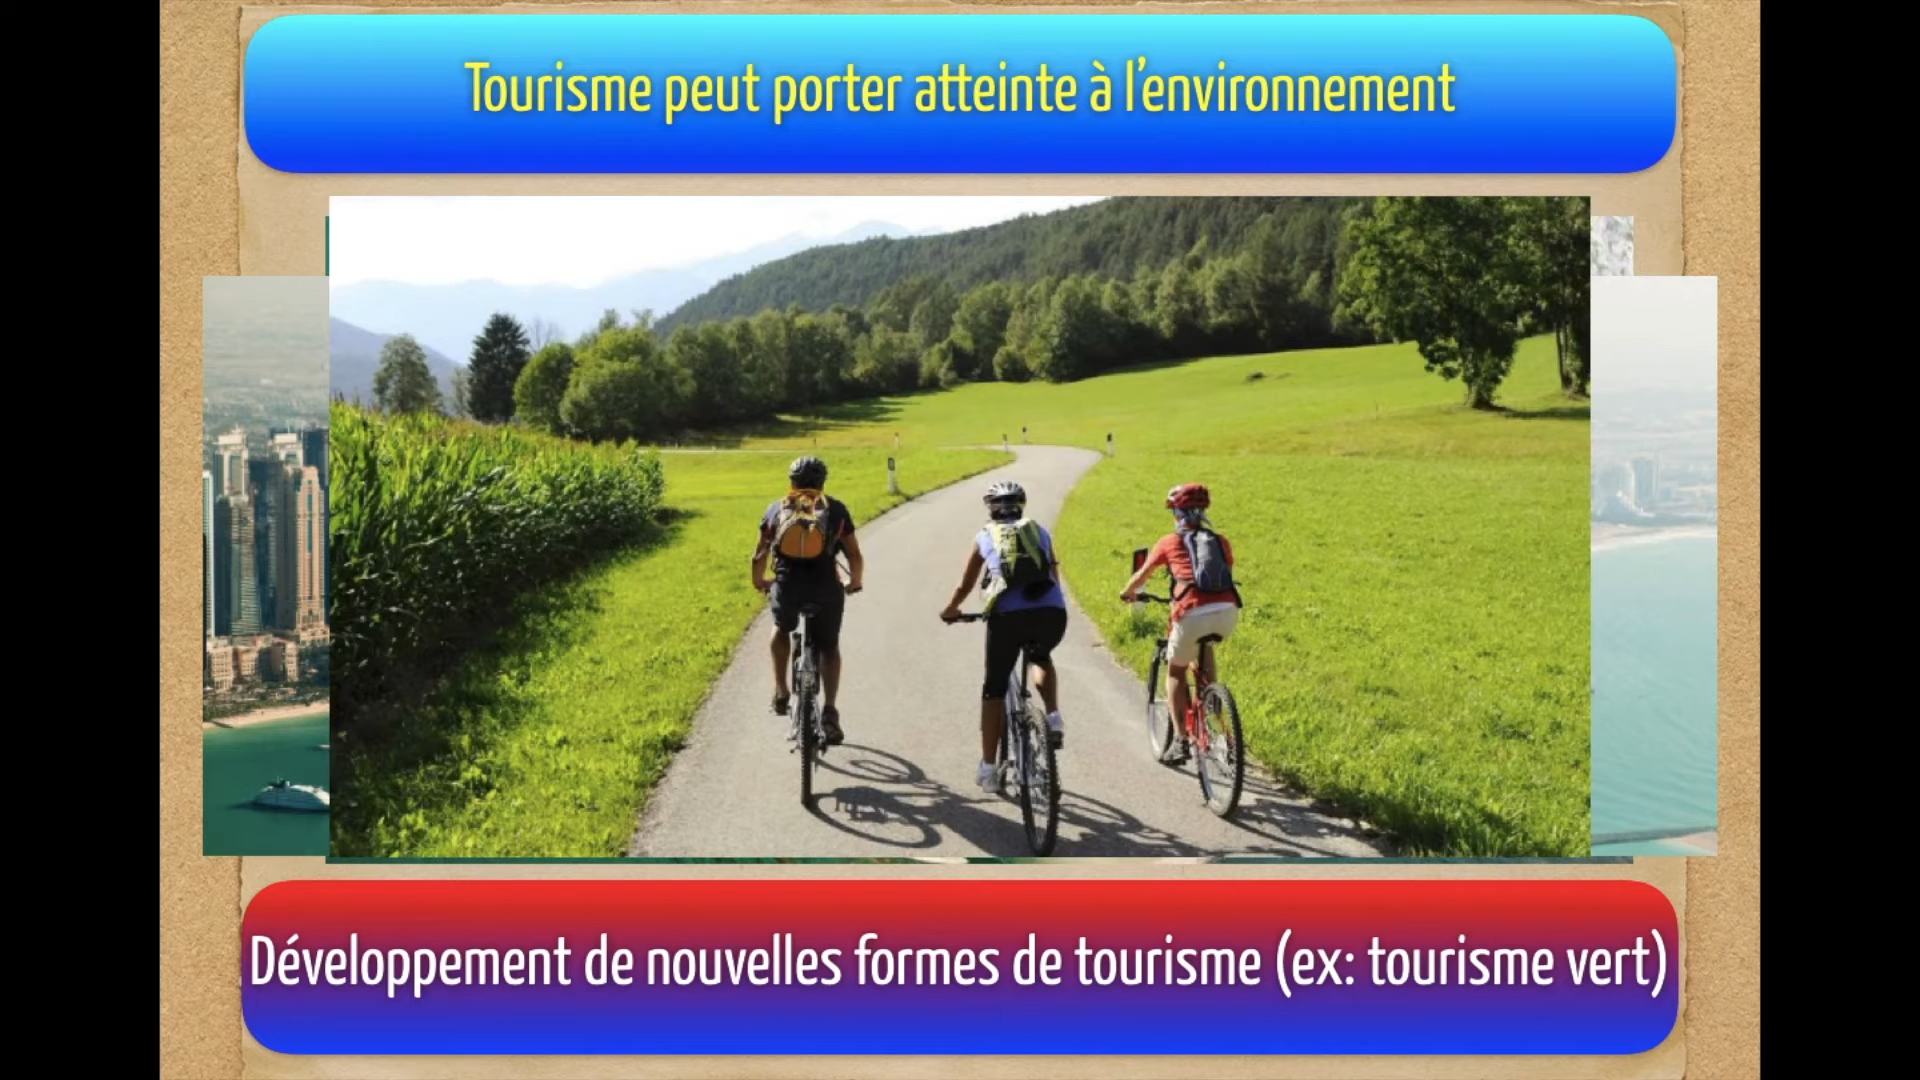 Tourisme peut porter atteinte à l'environnement
Développement de nouvelles formes de tourisme (ex: tourisme vert)